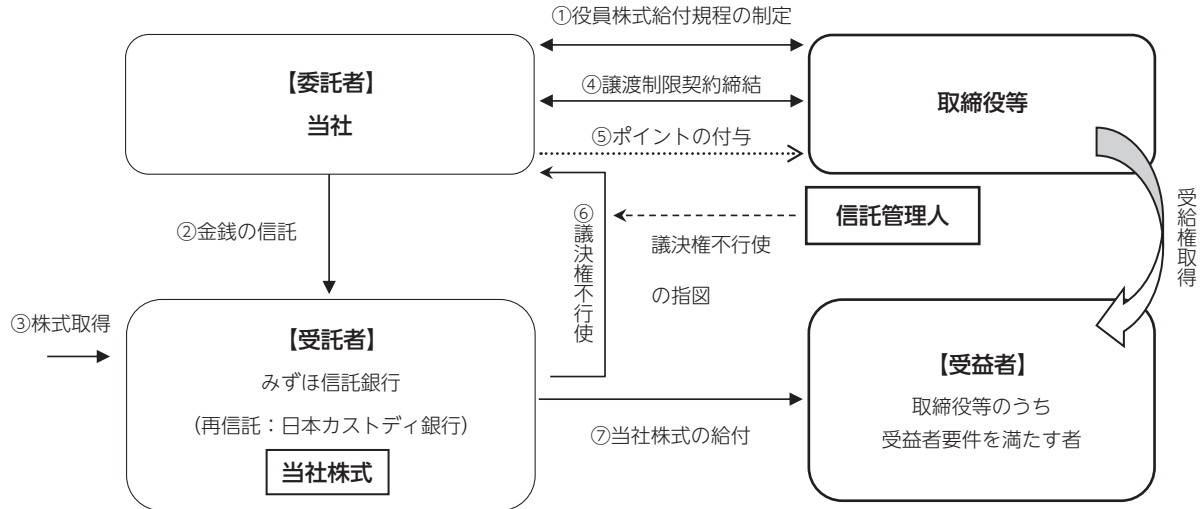 ①役員株式給付規程の制定
【委託者】
当社
④譲渡制限契約締結
取締役等
⑤ポイントの付与
②金銭の信託
⑥議決権不行使
信託管理人
議決権不行使
の指図
受給権取得
③株式取得
【受託者】
みずほ信託銀行
(再信託：日本カストディ銀行)
当社株式
⑦当社株式の給付
【受益者】
取締役等のうち
受益者要件を満たす者